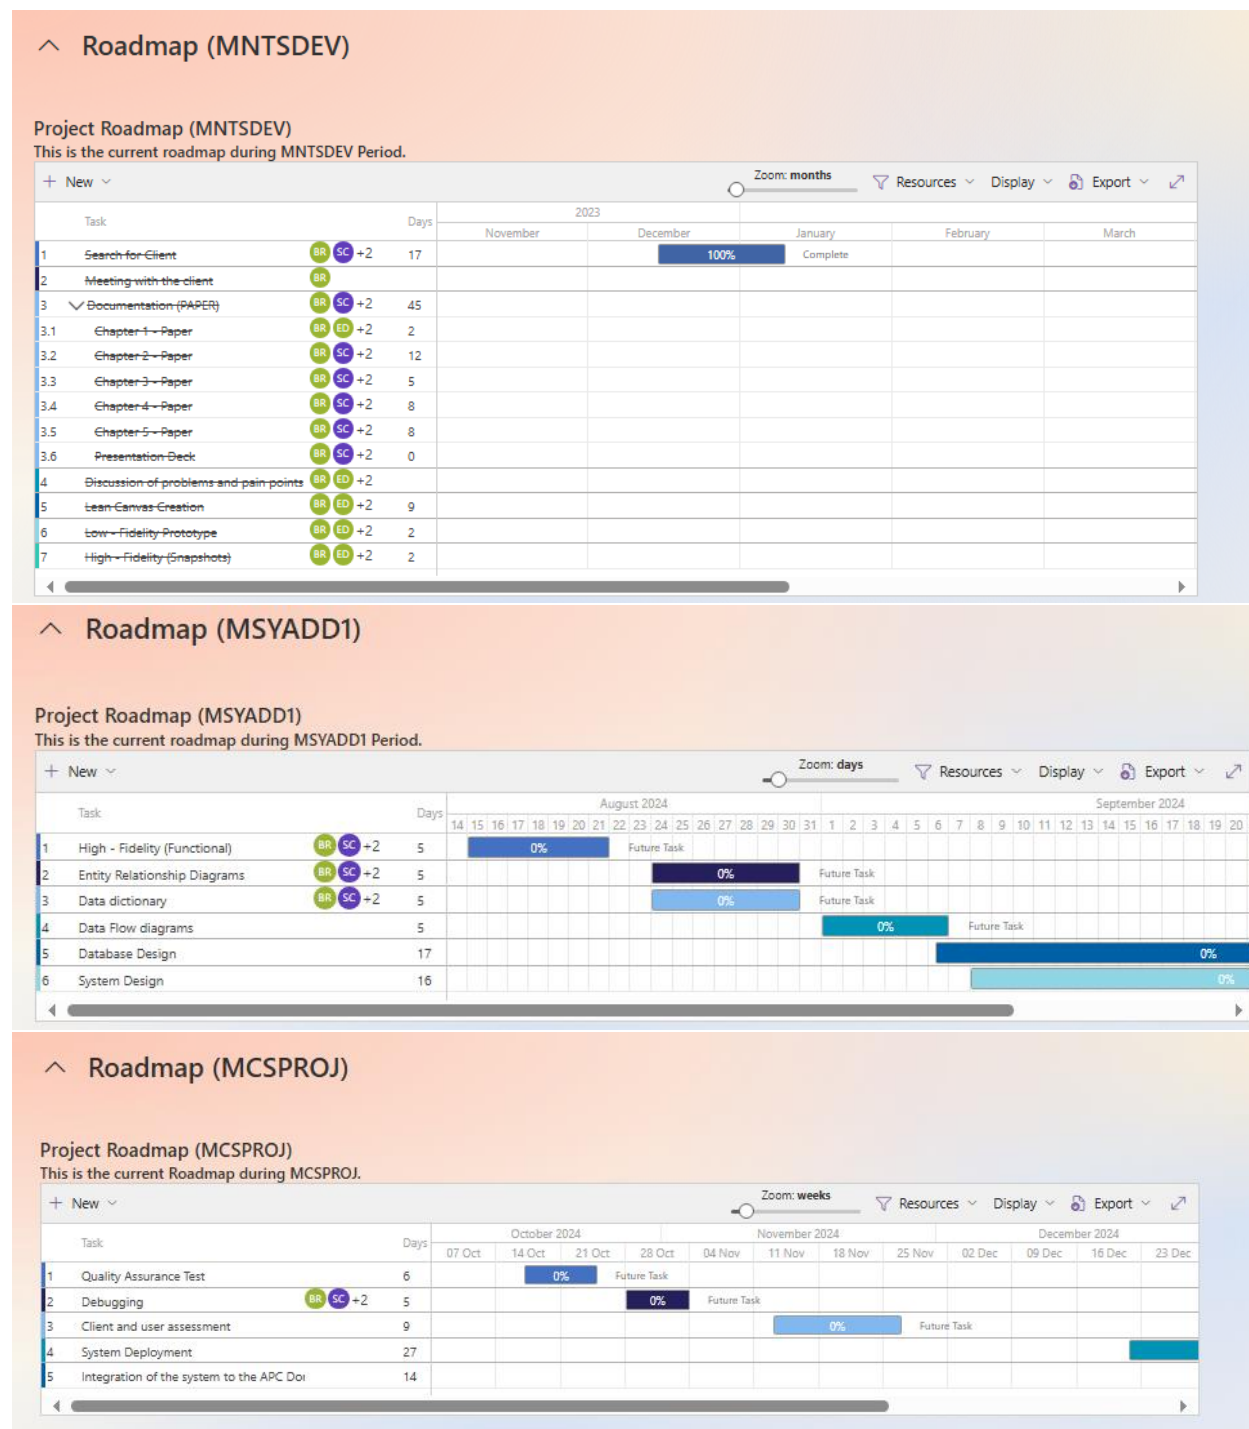 Roadmap (MNTSDEV)
Project Roadmap (MNTSDEV)
This is the current roadmap during MNTSDEV Period.
New Zoom: months Resources Display Export
Task Days 2023
November December January February March
1 Search for Client BR SC +2 17 100% Complete
2 Meeting with the client BR
3 Documentation (PAPER) BR SC +2 45
3.1 Chapter 1 - Paper BR ED +2 2
3.2 Chapter 2 - Paper BR SC +2 12
3.3 Chapter 3 - Paper BR SC +2 5
3.4 Chapter 4 - Paper BR SC +2 8
3.5 Chapter 5 - Paper BR SC +2 8
3.6 Presentation Deck BR SC +2 0
4 Discussion of problems and pain points BR ED +2
5 Lean Canvas Creation BR ED +2 9
6 Low - Fidelity Prototype BR ED +2 2
7 High - Fidelity (Snapshots) BR ED +2 2
Roadmap (MSYADD1)
Project Roadmap (MSYADD1)
This is the current roadmap during MSYADD1 Period.
New Zoom: days Resources Display Export
Task Days August 2024 September 2024
14 15 16 17 18 19 20 21 22 23 24 25 26 27 28 29 30 31 1 2 3 4 5 6 7 8 9 10 11 12 13 14 15 16 17 18 19 20
1 High - Fidelity (Functional) BR SC +2 5 0% Future Task
2 Entity Relationship Diagrams BR SC +2 5 0% Future Task
3 Data dictionary BR SC +2 5 0% Future Task
4 Data Flow diagrams 5 0% Future Task
5 Database Design 17 0%
6 System Design 16 0%
Roadmap (MCSPROJ)
Project Roadmap (MCSPROJ)
This is the current Roadmap during MCSPROJ.
New Zoom: weeks Resources Display Export
Task Days October 2024 November 2024 December 2024
07 Oct 14 Oct 21 Oct 28 Oct 04 Nov 11 Nov 18 Nov 25 Nov 02 Dec 09 Dec 16 Dec 23 Dec
1 Quality Assurance Test 6 0% Future Task
2 Debugging BR SC +2 5 0% Future Task
3 Client and user assessment 9 0% Future Task
4 System Deployment 27
5 Integration of the system to the APC 14